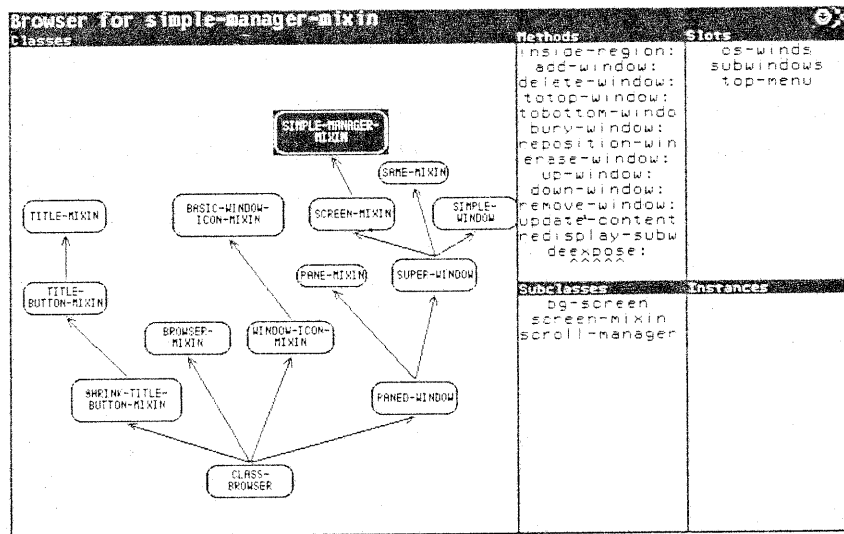 Browser for simple-manager-mixin
Classes
Methods
Slots
inside-region:
add-window:
delete-window:
totop-window:
tobottom-windo
bury-window:
reposition-win
erase-window:
up-window:
down-window:
remove-window:
update-content
redisplay-subw
deexpose:
cs-winds
subwindows
top-menu
SIMPLE-MANAGER-
MIXIN
SAME-MIXIN
BASIC-WINDOW-
ICON-MIXIN
SCREEN-MIXIN
SIMPLE-
WINDOW
TITLE-MIXIN
PANE-MIXIN
SUPER-WINDOW
TITLE-
BUTTON-MIXIN
BROWSER-
MIXIN
WINDOW-ICON-
MIXIN
SHRINK-TITLE-
BUTTON-MIXIN
PANED-WINDOW
CLASS-
BROWSER
Subclasses
Instances
bg-screen
screen-mixin
scroll-manager